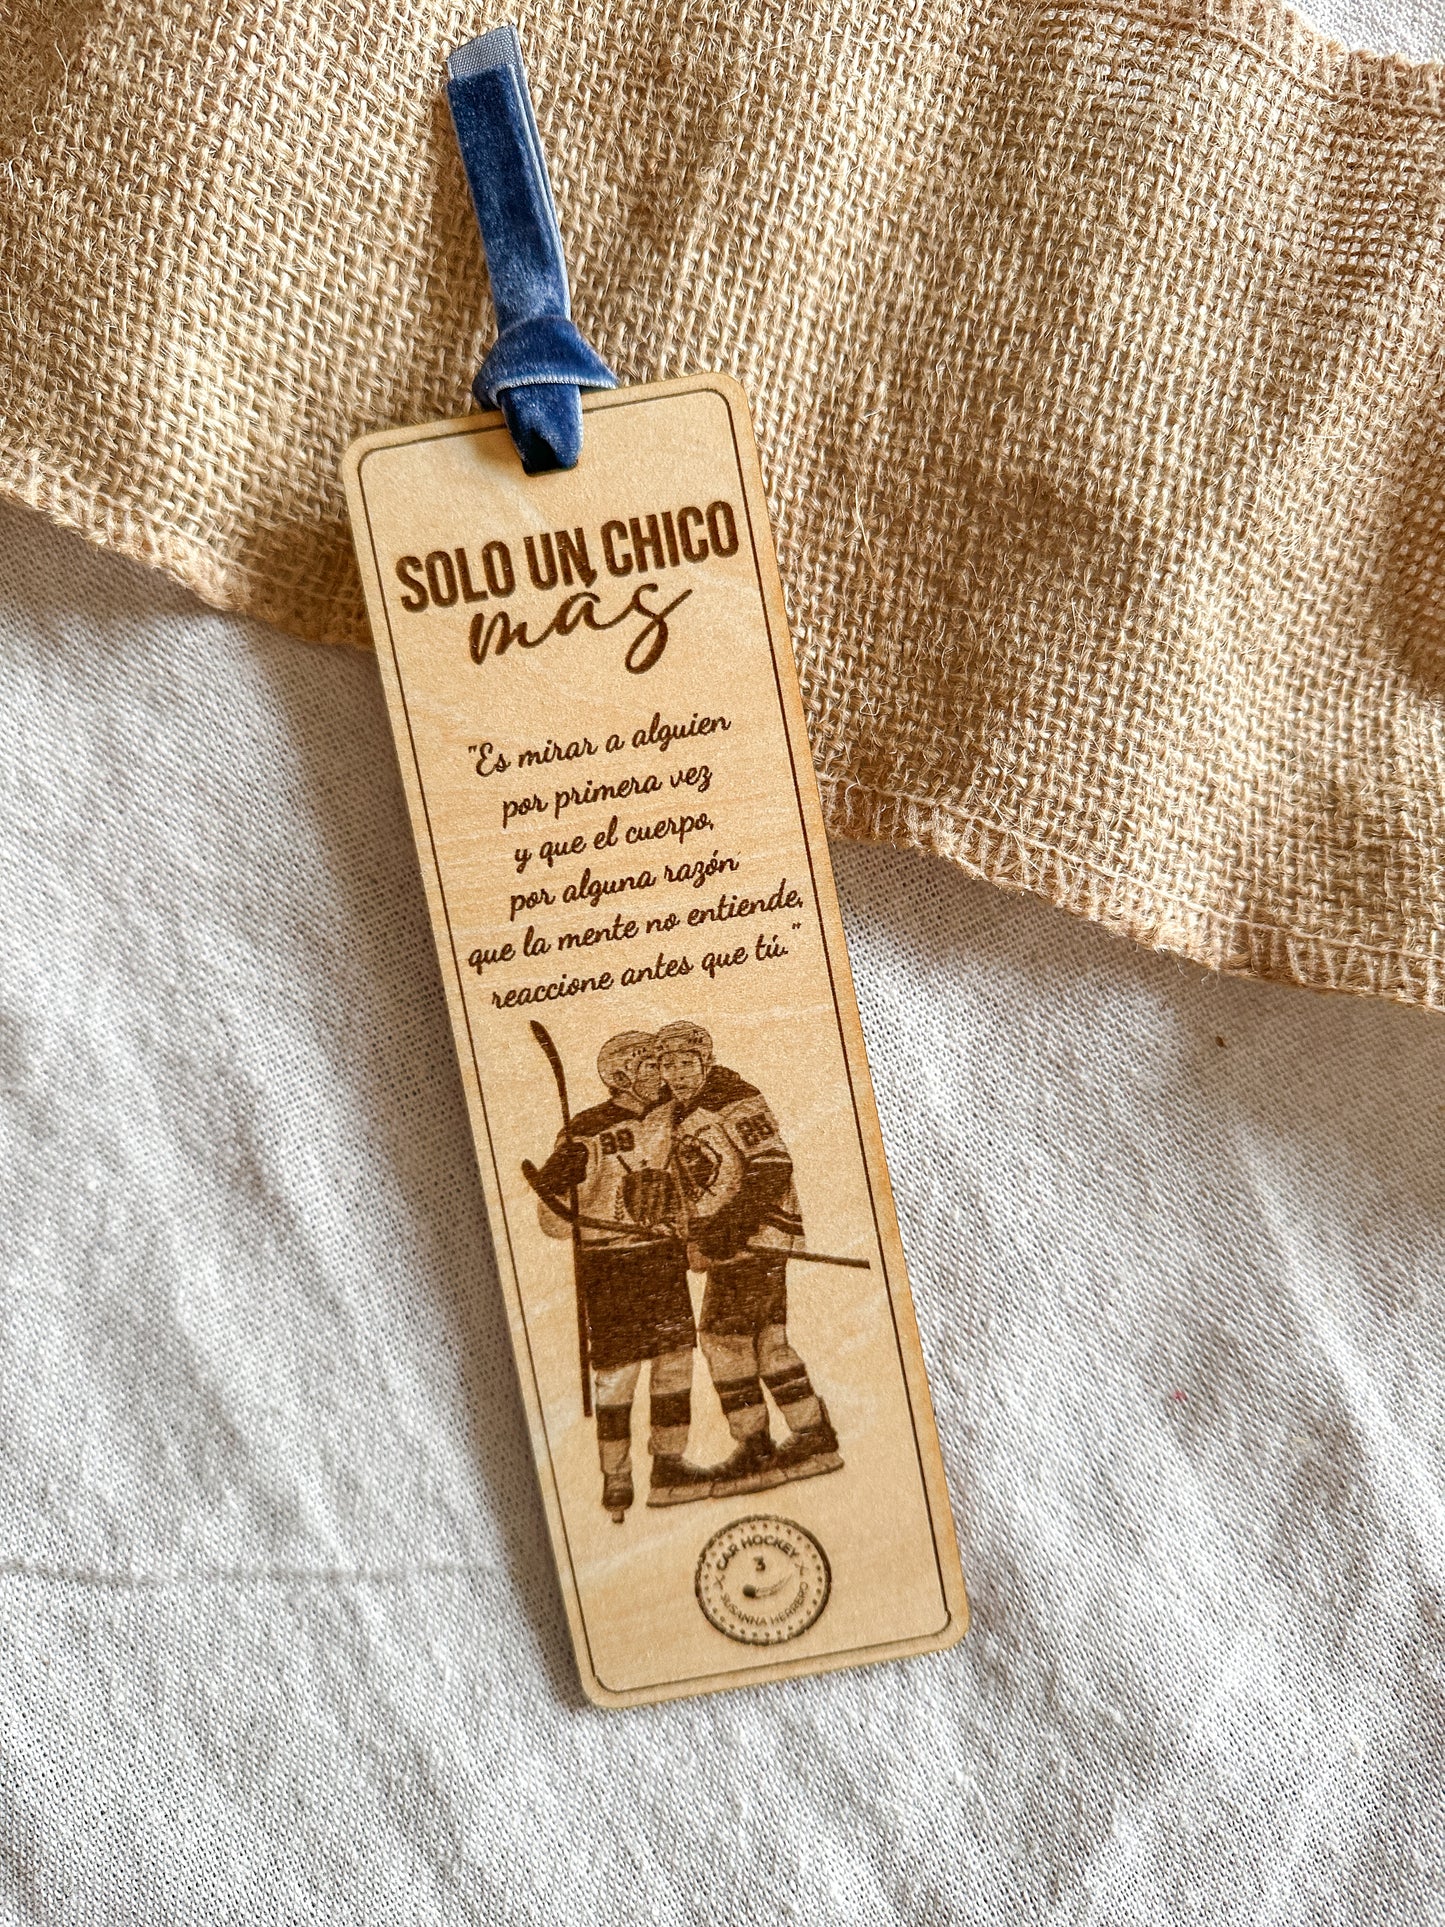 SOLO UN CHICO
más
"Es mirar a alguien
por primera vez
y que el cuerpo,
por alguna razón
que la mente no entiende,
reaccione antes que tú."
99
CAR HOCKEY
3
SUSANNA HERRERO